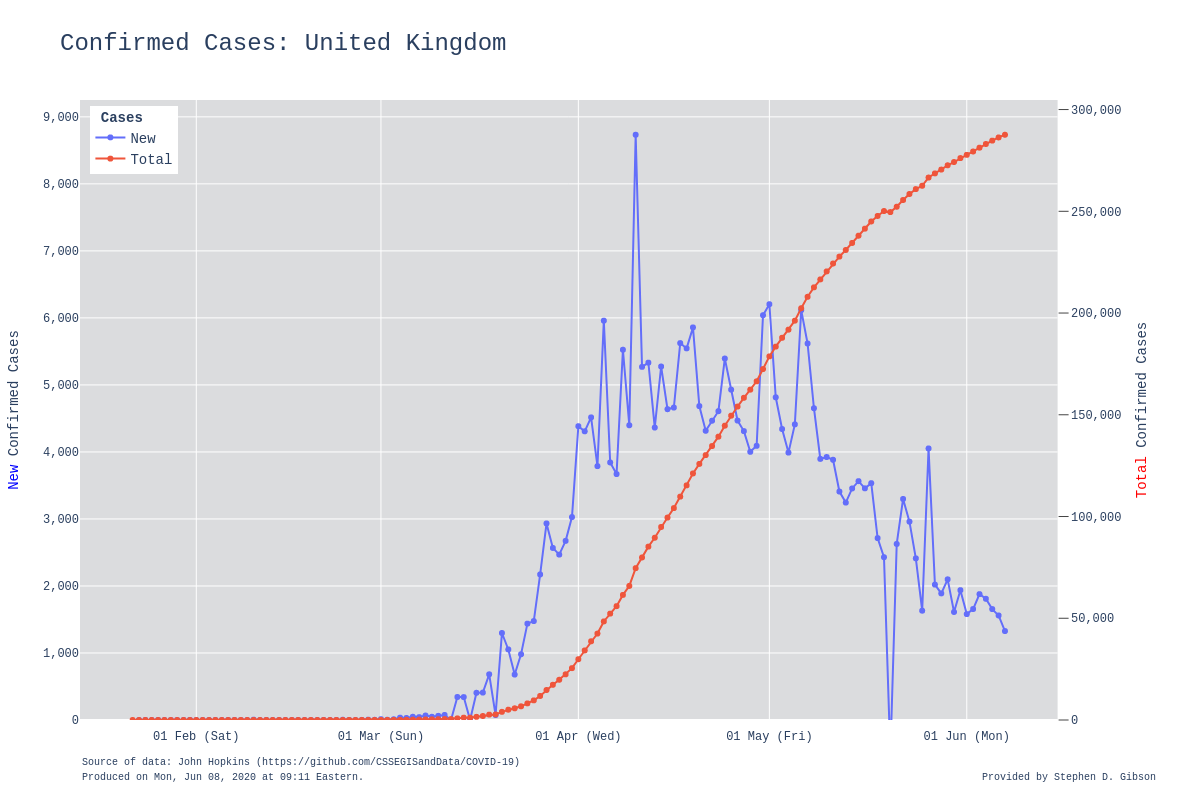 Confirmed Cases: United Kingdom
Cases
New
Total
9,000
8,000
7,000
6,000
5,000
4,000
3,000
2,000
1,000
0
New Confirmed Cases
300,000
250,000
200,000
150,000
100,000
50,000
0
Total Confirmed Cases
01 Feb (Sat)
01 Mar (Sun)
01 Apr (Wed)
01 May (Fri)
01 Jun (Mon)
Source of data: John Hopkins (https://github.com/CSSEGISandData/COVID-19)
Produced on Mon, Jun 08, 2020 at 09:11 Eastern.
Provided by Stephen D. Gibson